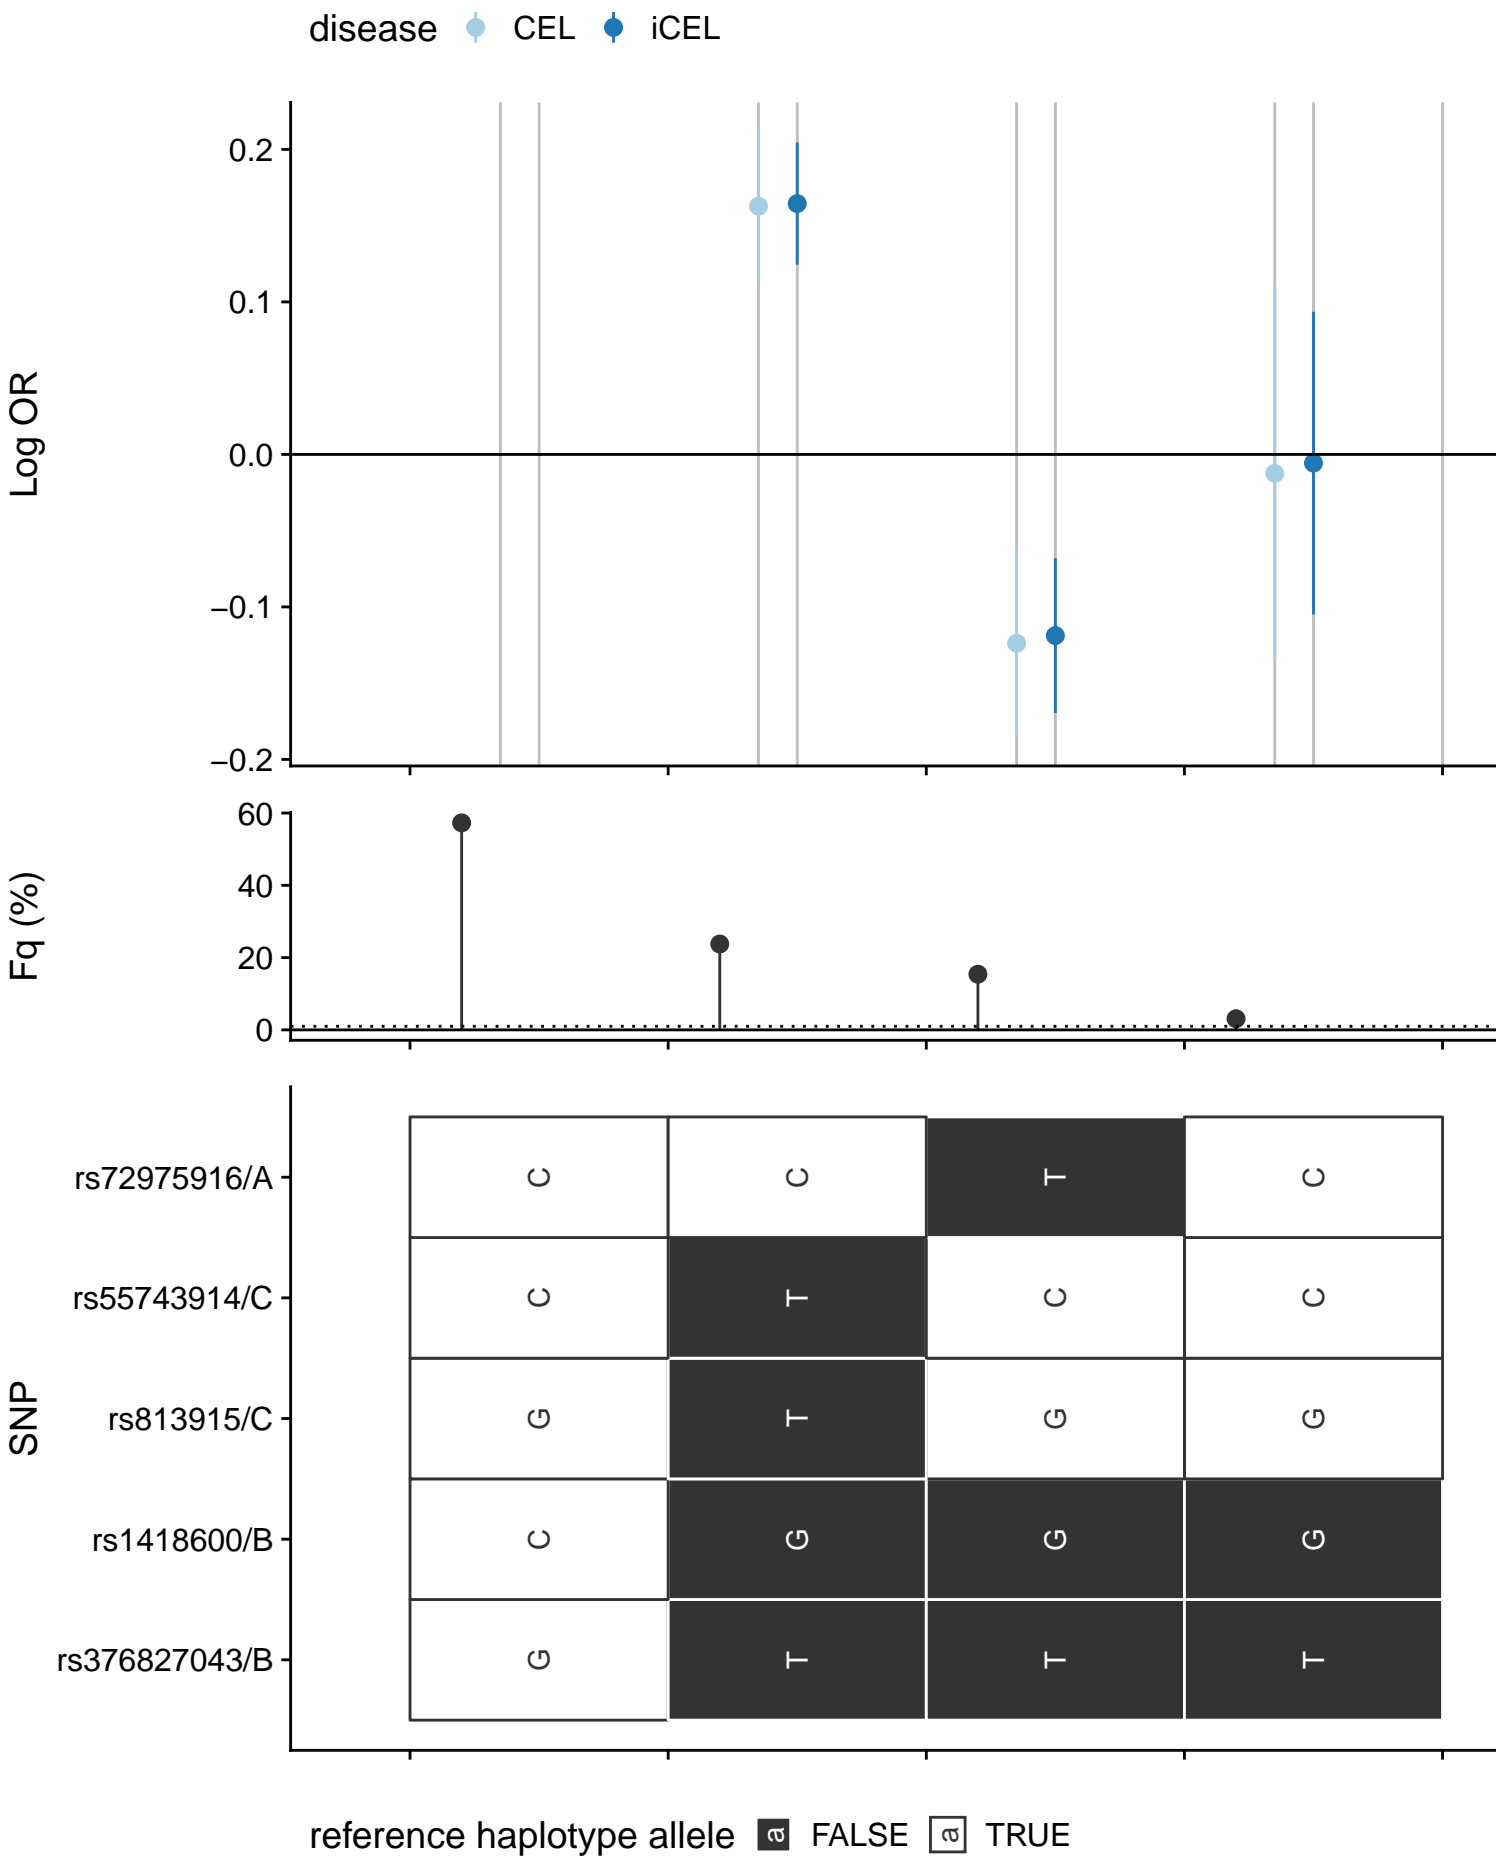 disease CEL iCEL
0.2
0.1
0.0
−0.1
−0.2
Log OR
60
40
20
0
Fq (%)
rs72975916/A C C T C
rs55743914/C C T C C
rs813915/C G T G G
rs1418600/B C G G G
rs376827043/B G T T T
SNP
reference haplotype allele a FALSE a TRUE